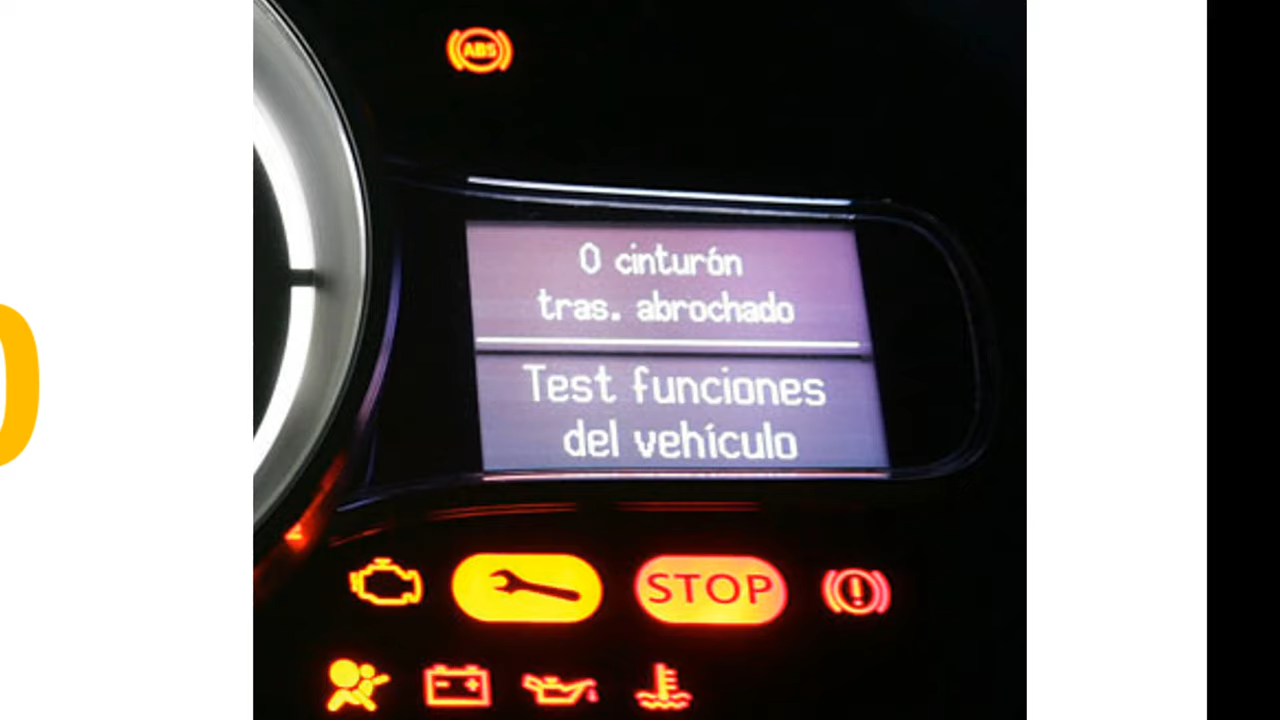 ABS
0 cinturón
tras. abrochado
Test funciones
del vehículo
STOP